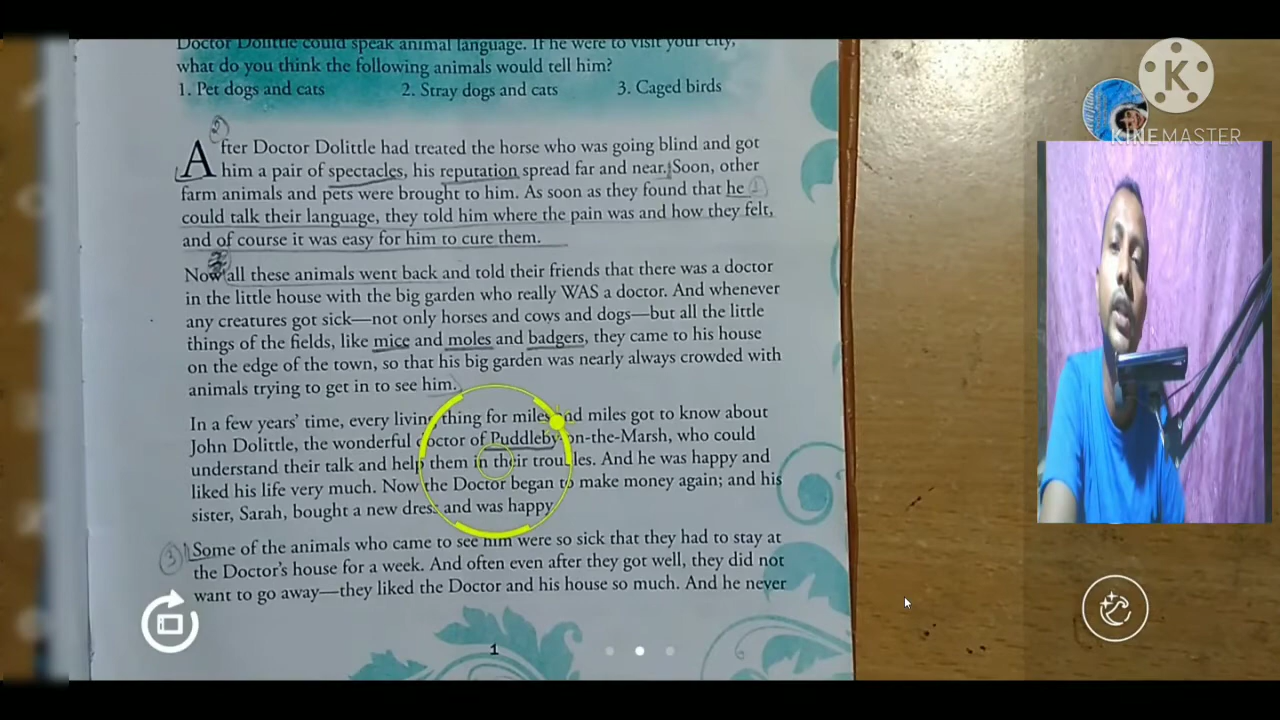 Doctor Dolittle could speak animal language. If he were to visit your city,
what do you think the following animals would tell him?
1. Pet dogs and cats 2. Stray dogs and cats 3. Caged birds
KINEMASTER
After Doctor Dolittle had treated the horse who was going blind and got
him a pair of spectacles, his reputation spread far and near. Soon, other
farm animals and pets were brought to him. As soon as they found that he
could talk their language, they told him where the pain was and how they felt,
and of course it was easy for him to cure them.
Now all these animals went back and told their friends that there was a doctor
in the little house with the big garden who really WAS a doctor. And whenever
any creatures got sick—not only horses and cows and dogs—but all the little
things of the fields, like mice and moles and badgers, they came to his house
on the edge of the town, so that his big garden was nearly always crowded with
animals trying to get in to see him.
In a few years' time, every living thing for miles and miles got to know about
John Dolittle, the wonderful doctor of Puddleby-on-the-Marsh, who could
understand their talk and help them in their troubles. And he was happy and
liked his life very much. Now the Doctor began to make money again; and his
sister, Sarah, bought a new dress and was happy
3 Some of the animals who came to see him were so sick that they had to stay at
the Doctor's house for a week. And often even after they got well, they did not
want to go away—they liked the Doctor and his house so much. And he never
1